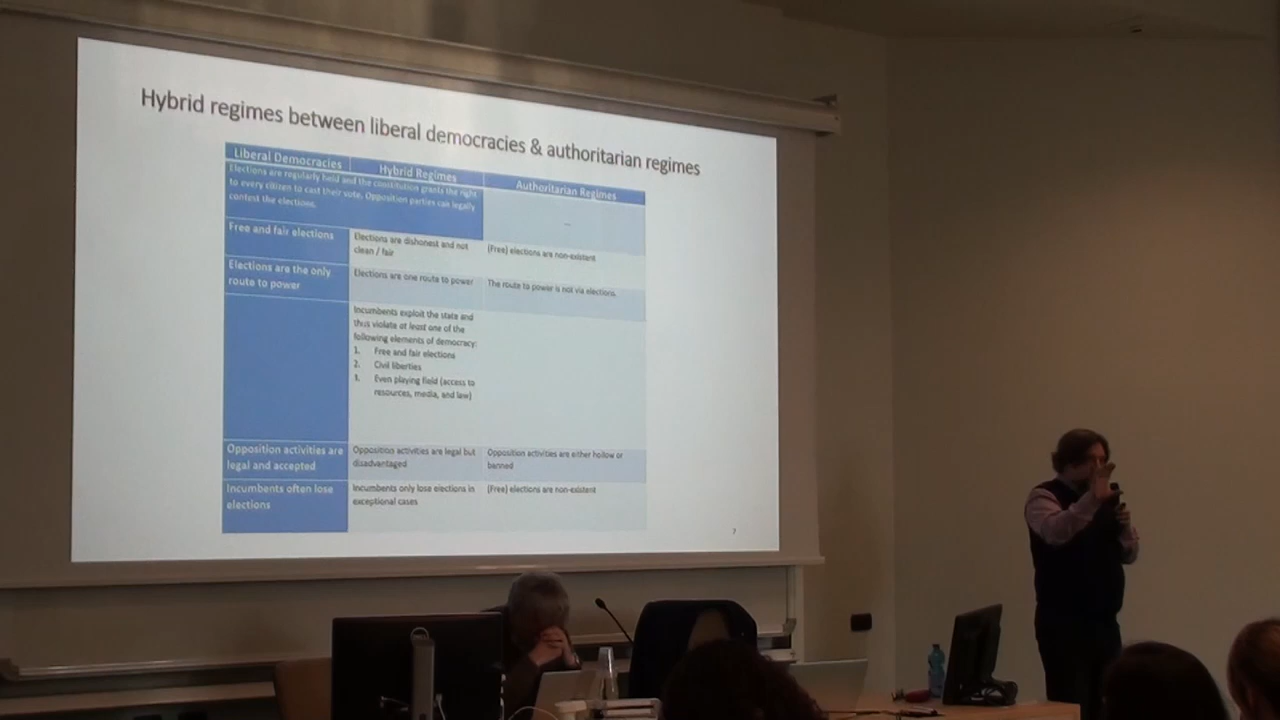 Hybrid regimes between liberal democracies & authoritarian regimes
Liberal Democracies
Hybrid Regimes
Authoritarian Regimes
Elections are regularly held and the constitution grants the right
to every citizen to cast their vote. Opposition parties can legally
contest the elections.
–
Free and fair elections
Elections are dishonest and not
clean / fair
(Free) elections are non-existent
Elections are the only
route to power
Elections are one route to power
The route to power is not via elections.
Incumbents exploit the state and
thus violate at least one of the
following elements of democracy:
1. Free and fair elections
2. Civil liberties
1. Even playing field (access to
resources, media, and law)
Opposition activities are
legal and accepted
Opposition activities are legal but
disadvantaged
Opposition activities are either hollow or
banned
Incumbents often lose
elections
Incumbents only lose elections in
exceptional cases
(Free) elections are non-existent
7